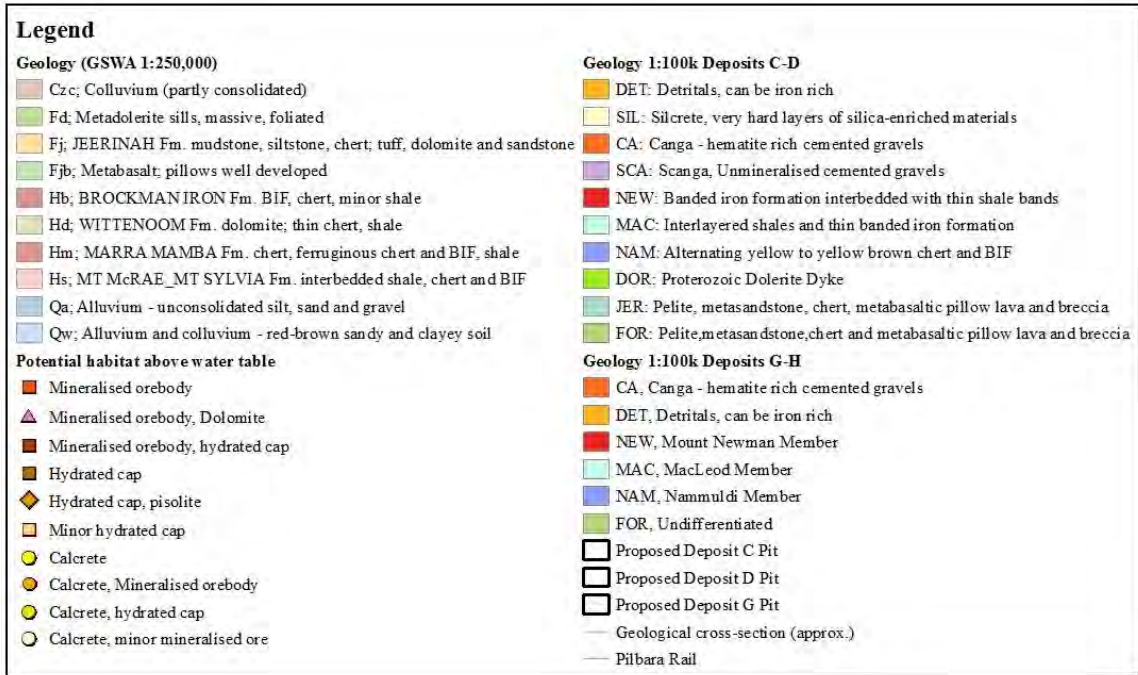 Legend
Geology (GSWA 1:250,000)
Czc; Colluvium (partly consolidated)
Fd; Metadolerite sills, massive, foliated
Fj; JEERINAH Fm. mudstone, siltstone, chert; tuff, dolomite and sandstone
Fjb; Metabasalt; pillows well developed
Hb; BROCKMAN IRON Fm. BIF, chert, minor shale
Hd; WITTENOOM Fm. dolomite; thin chert, shale
Hm; MARRA MAMBA Fm. chert, ferruginous chert and BIF, shale
Hs; MT McRAE_MT SYLVIA Fm. interbedded shale, chert and BIF
Qa; Alluvium - unconsolidated silt, sand and gravel
Qw; Alluvium and colluvium - red-brown sandy and clayey soil
Potential habitat above water table
Mineralised orebody
Mineralised orebody, Dolomite
Mineralised orebody, hydrated cap
Hydrated cap
Hydrated cap, pisolite
Minor hydrated cap
Calcrete
Calcrete, Mineralised orebody
Calcrete, hydrated cap
Calcrete, minor mineralised ore
Geology 1:100k Deposits C-D
DET: Detritals, can be iron rich
SIL: Silcrete, very hard layers of silica-enriched materials
CA: Canga - hematite rich cemented gravels
SCA: Scanga, Unmineralised cemented gravels
NEW: Banded iron formation interbedded with thin shale bands
MAC: Interlayered shales and thin banded iron formation
NAM: Alternating yellow to yellow brown chert and BIF
DOR: Proterozoic Dolerite Dyke
JER: Pelite, metasandstone, chert, metabasaltic pillow lava and breccia
FOR: Pelite,metasandstone,chert and metabasaltic pillow lava and breccia
Geology 1:100k Deposits G-H
CA, Canga - hematite rich cemented gravels
DET, Detritals, can be iron rich
NEW, Mount Newman Member
MAC, MacLeod Member
NAM, Nammuldi Member
FOR, Undifferentiated
Proposed Deposit C Pit
Proposed Deposit D Pit
Proposed Deposit G Pit
Geological cross-section (approx.)
Pilbara Rail